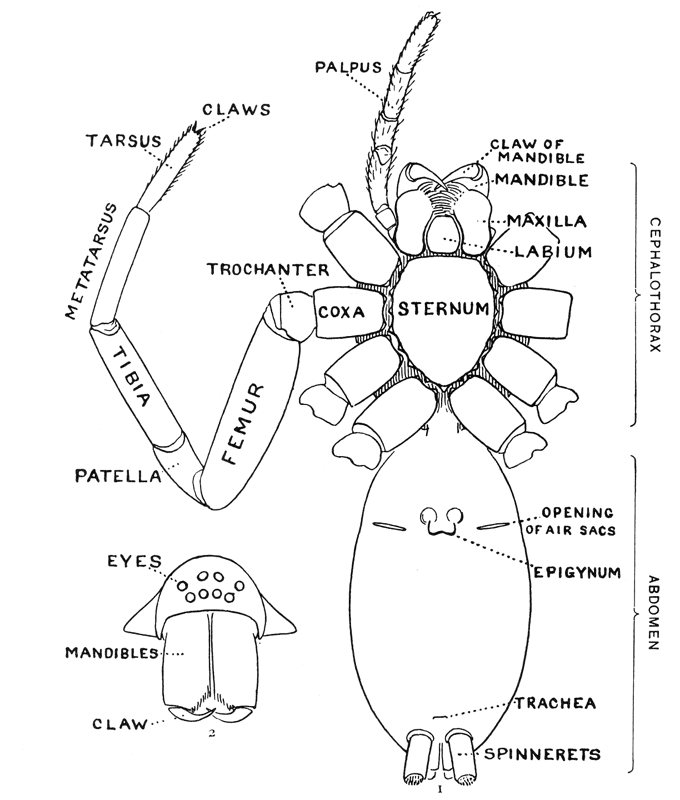 PALPUS
CLAWS
TARSUS
CLAW OF
MANDIBLE
MANDIBLE
METATARSUS
MAXILLA
LABIUM
TROCHANTER
COXA
STERNUM
CEPHALOTHORAX
TIBIA
FEMUR
PATELLA
OPENING
OF AIR SACS
EYES
EPIGYNUM
ABDOMEN
MANDIBLES
TRACHEA
CLAW
2
SPINNERETS
1